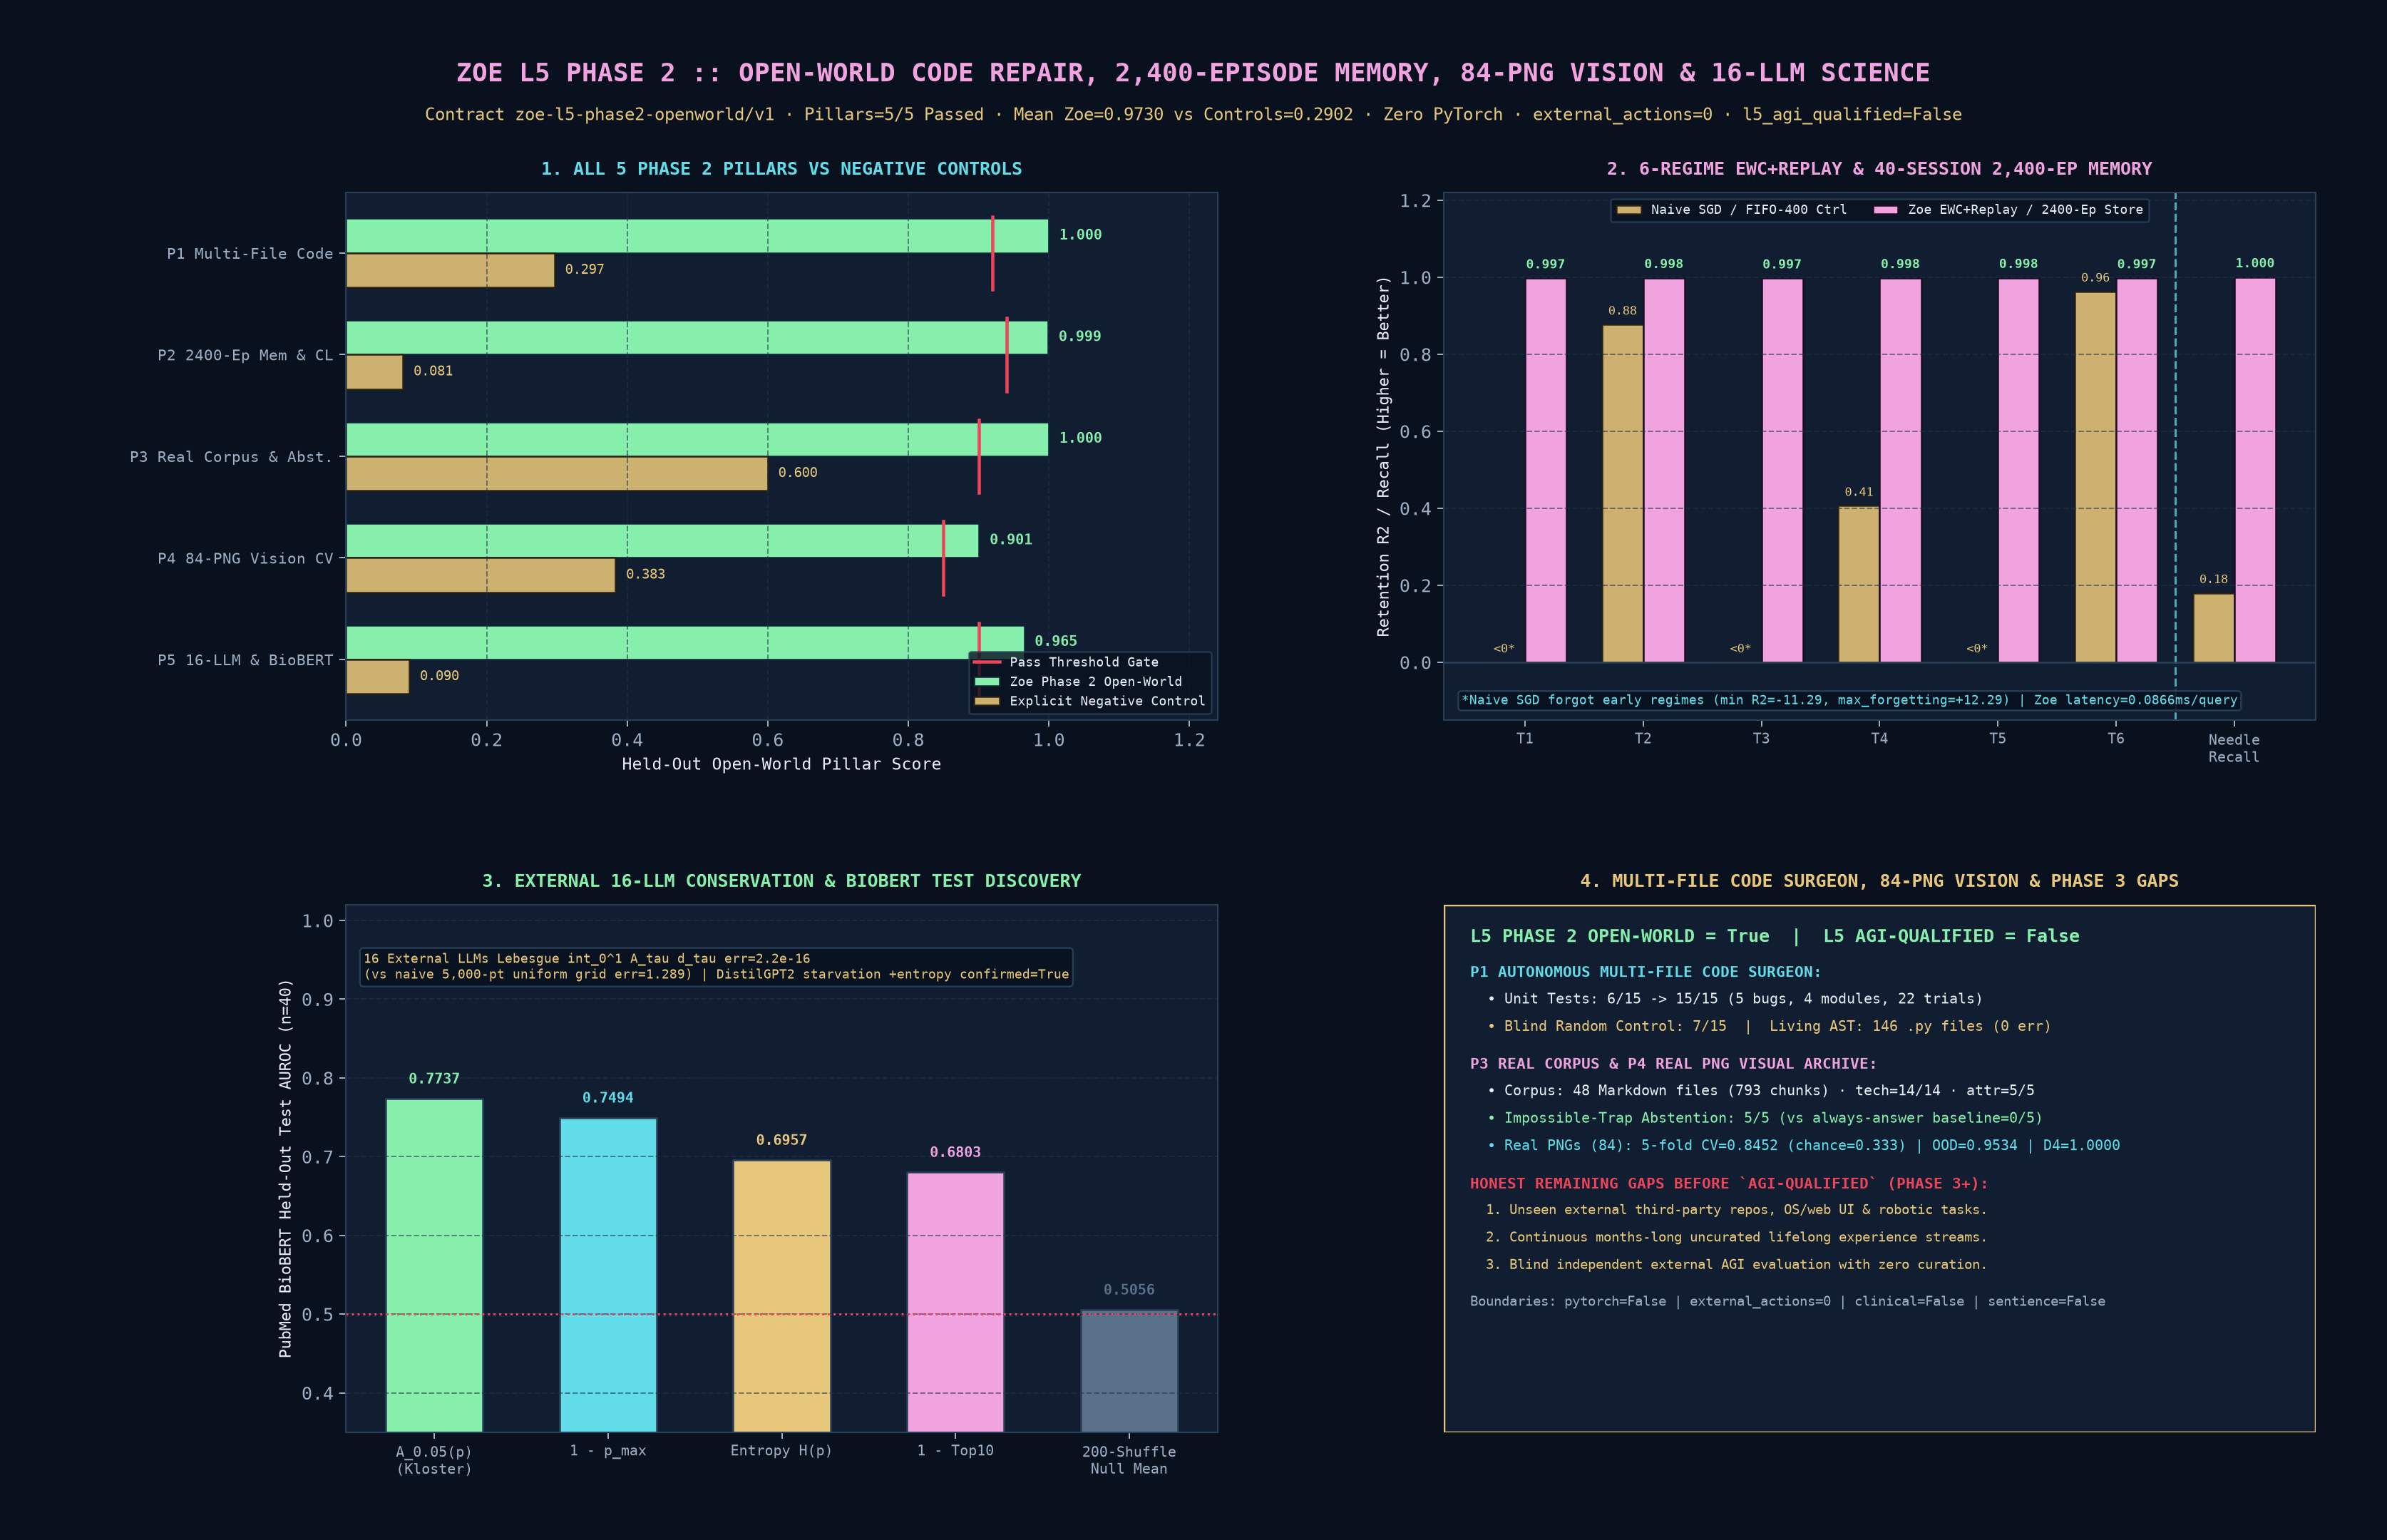 ZOE L5 PHASE 2 :: OPEN-WORLD CODE REPAIR, 2,400-EPISODE MEMORY, 84-PNG VISION & 16-LLM SCIENCE
Contract zoe-l5-phase2-openworld/v1 · Pillars=5/5 Passed · Mean Zoe=0.9730 vs Controls=0.2902 · Zero PyTorch · external_actions=0 · l5_agi_qualified=False
1. ALL 5 PHASE 2 PILLARS VS NEGATIVE CONTROLS
P1 Multi-File Code
1.000
0.297
P2 2400-Ep Mem & CL
0.999
0.081
P3 Real Corpus & Abst.
1.000
0.600
P4 84-PNG Vision CV
0.901
0.383
P5 16-LLM & BioBERT
0.965
0.090
Pass Threshold Gate
Zoe Phase 2 Open-World
Explicit Negative Control
0.0 0.2 0.4 0.6 0.8 1.0 1.2
Held-Out Open-World Pillar Score
2. 6-REGIME EWC+REPLAY & 40-SESSION 2,400-EP MEMORY
Retention R2 / Recall (Higher = Better)
1.2
1.0
0.8
0.6
0.4
0.2
0.0
Naive SGD / FIFO-400 Ctrl
Zoe EWC+Replay / 2400-Ep Store
<0* 0.997
0.88 0.998
<0* 0.997
0.41 0.998
<0* 0.998
0.96 0.997
0.18 1.000
*Naive SGD forgot early regimes (min R2=-11.29, max_forgetting=+12.29) | Zoe latency=0.0866ms/query
T1 T2 T3 T4 T5 T6 Needle
Recall
3. EXTERNAL 16-LLM CONSERVATION & BIOBERT TEST DISCOVERY
PubMed BioBERT Held-Out Test AUROC (n=40)
1.0
0.9
0.8
0.7
0.6
0.5
0.4
16 External LLMs Lebesgue int_0^1 A_tau d_tau err=2.2e-16
(vs naive 5,000-pt uniform grid err=1.289) | DistilGPT2 starvation +entropy confirmed=True
0.7737
0.7494
0.6957
0.6803
0.5056
A_0.05(p)
(Kloster)
1 - p_max
Entropy H(p)
1 - Top10
200-Shuffle
Null Mean
4. MULTI-FILE CODE SURGEON, 84-PNG VISION & PHASE 3 GAPS
L5 PHASE 2 OPEN-WORLD = True | L5 AGI-QUALIFIED = False
P1 AUTONOMOUS MULTI-FILE CODE SURGEON:
• Unit Tests: 6/15 -> 15/15 (5 bugs, 4 modules, 22 trials)
• Blind Random Control: 7/15 | Living AST: 146 .py files (0 err)
P3 REAL CORPUS & P4 REAL PNG VISUAL ARCHIVE:
• Corpus: 48 Markdown files (793 chunks) · tech=14/14 · attr=5/5
• Impossible-Trap Abstention: 5/5 (vs always-answer baseline=0/5)
• Real PNGs (84): 5-fold CV=0.8452 (chance=0.333) | OOD=0.9534 | D4=1.0000
HONEST REMAINING GAPS BEFORE `AGI-QUALIFIED` (PHASE 3+):
1. Unseen external third-party repos, OS/web UI & robotic tasks.
2. Continuous months-long uncurated lifelong experience streams.
3. Blind independent external AGI evaluation with zero curation.
Boundaries: pytorch=False | external_actions=0 | clinical=False | sentience=False